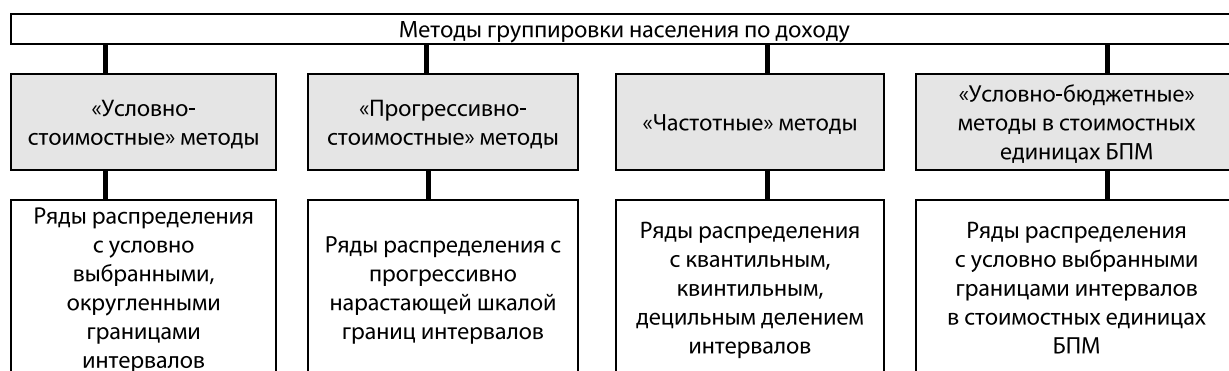 Методы группировки населения по доходу
«Условно-
стоимостные» методы
«Прогрессивно-
стоимостные» методы
«Частотные» методы
«Условно-бюджетные»
методы в стоимостных
единицах БПМ
Ряды распределения
с условно
выбранными,
округленными
границами
интервалов
Ряды распределения с
прогрессивно
нарастающей шкалой
границ интервалов
Ряды распределения
с квантильным,
квинтильным,
децильным делением
интервалов
Ряды распределения
с условно выбранными
границами интервалов
в стоимостных единицах
БПМ